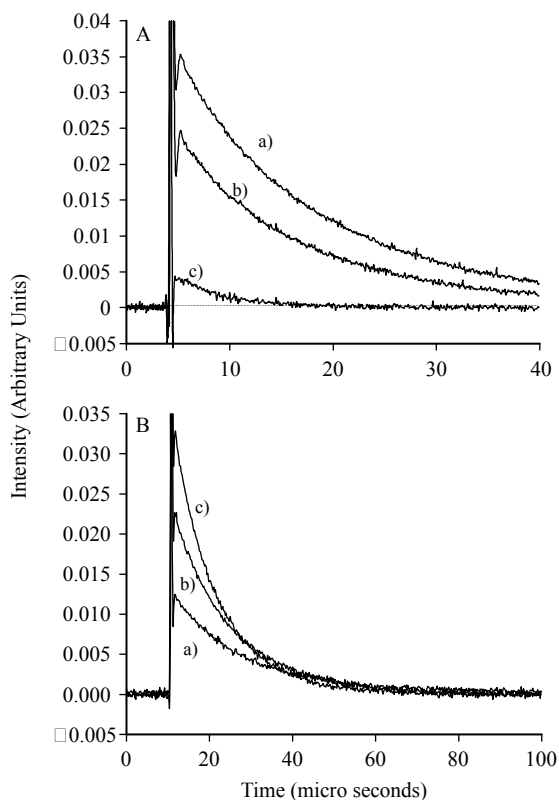 0.04
A
0.035
0.03
a)
0.025
0.02
b)
0.015
0.01
c)
0.005
0
□0.005
0 10 20 30 40
Intensity (Arbitrary Units)
0.035
B
0.030
0.025
c)
0.020
0.015
b)
0.010
a)
0.005
0.000
□0.005
0 20 40 60 80 100
Time (micro seconds)